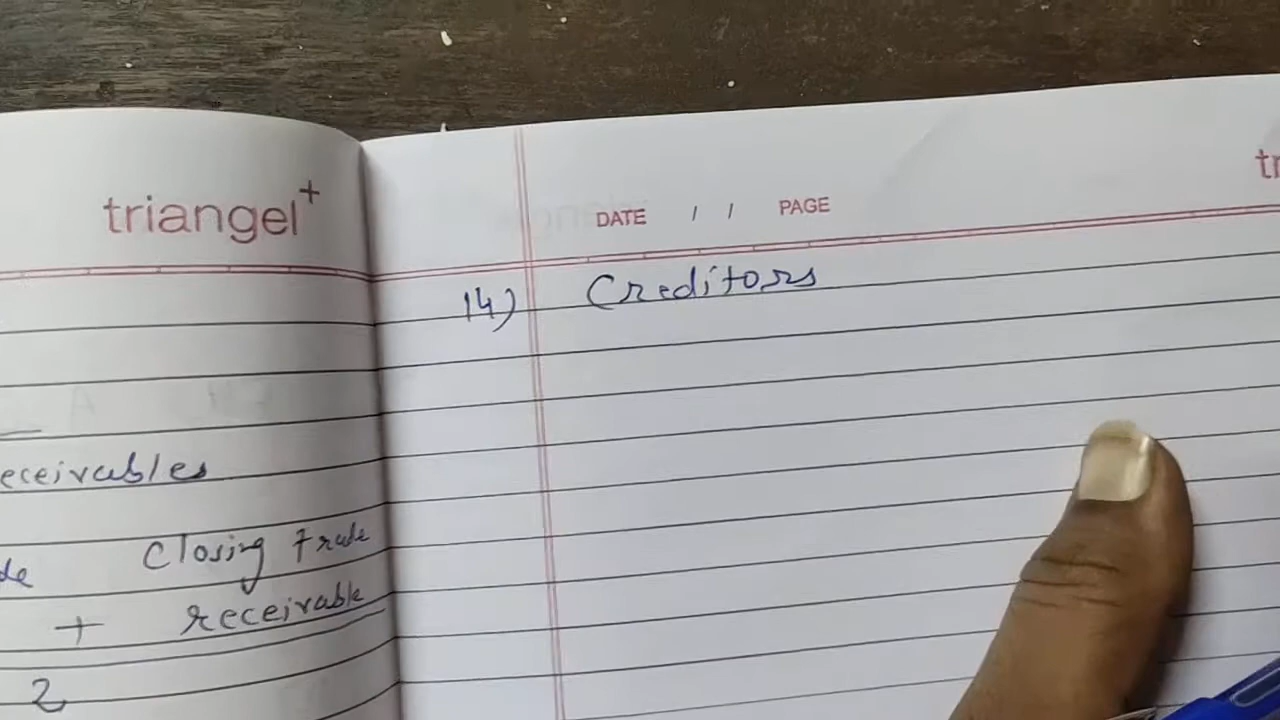 triangel+
eceivables
de Closing trade
+ receivable
2
tr
DATE / / PAGE
14) Creditors